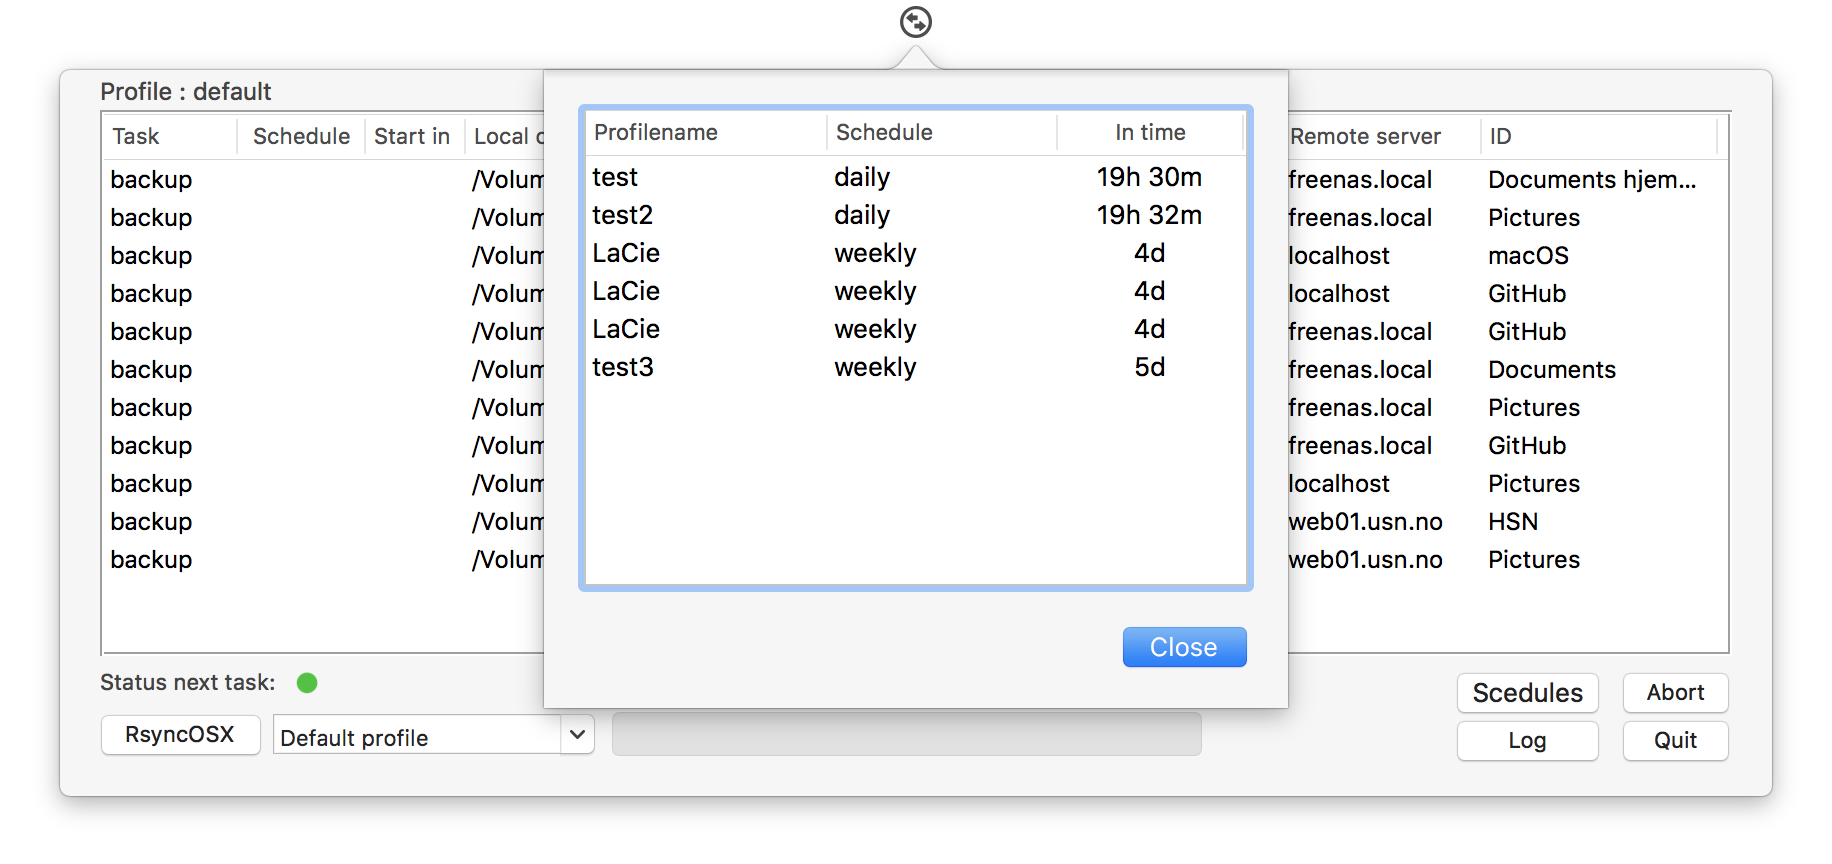 Profile : default
Task Schedule Start in Local Remote server ID
backup /Volum freenas.local Documents hjem...
backup /Volum freenas.local Pictures
backup /Volum localhost macOS
backup /Volum localhost GitHub
backup /Volum freenas.local GitHub
backup /Volum freenas.local Documents
backup /Volum freenas.local Pictures
backup /Volum freenas.local GitHub
backup /Volum localhost Pictures
backup /Volum web01.usn.no HSN
backup /Volum web01.usn.no Pictures
Profilename Schedule In time
test daily 19h 30m
test2 daily 19h 32m
LaCie weekly 4d
LaCie weekly 4d
LaCie weekly 4d
test3 weekly 5d
Close
Status next task:
Scedules Abort
RsyncOSX Default profile
Log Quit